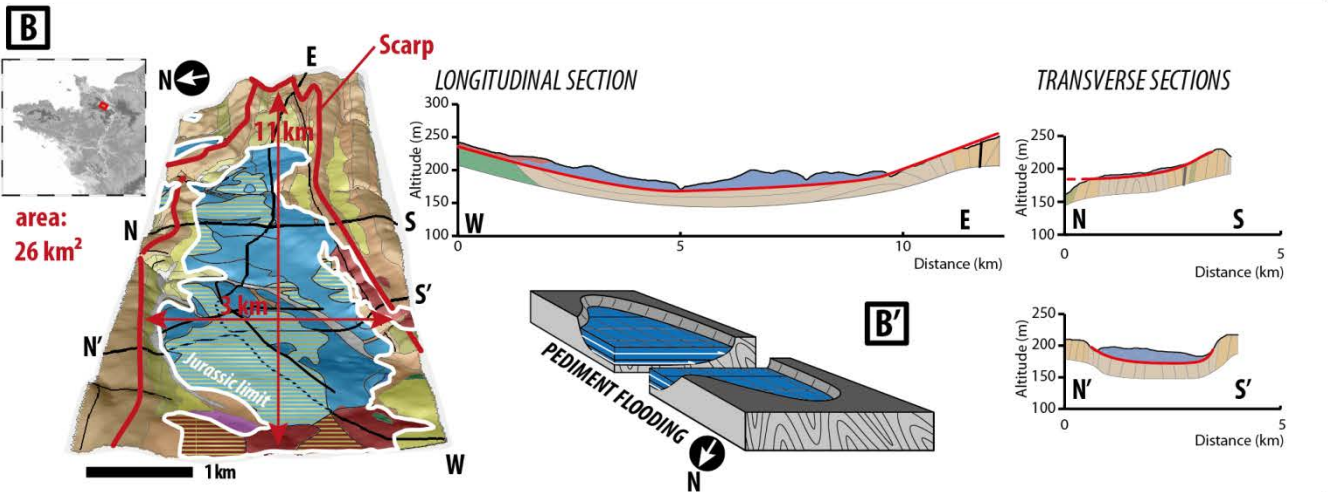 B
N
E
Scarp
11 km
area:
26 km²
N
S
3 km
S'
N'
Jurassic limit
W
1 km
LONGITUDINAL SECTION
Altitude (m)
300
250
200
150
100
W
E
0
5
10
Distance (km)
TRANSVERSE SECTIONS
Altitude (m)
250
200
150
100
N
S
0
5
Distance (km)
B'
PEDIMENT FLOODING
N
Altitude (m)
250
200
150
100
N'
S'
0
5
Distance (km)